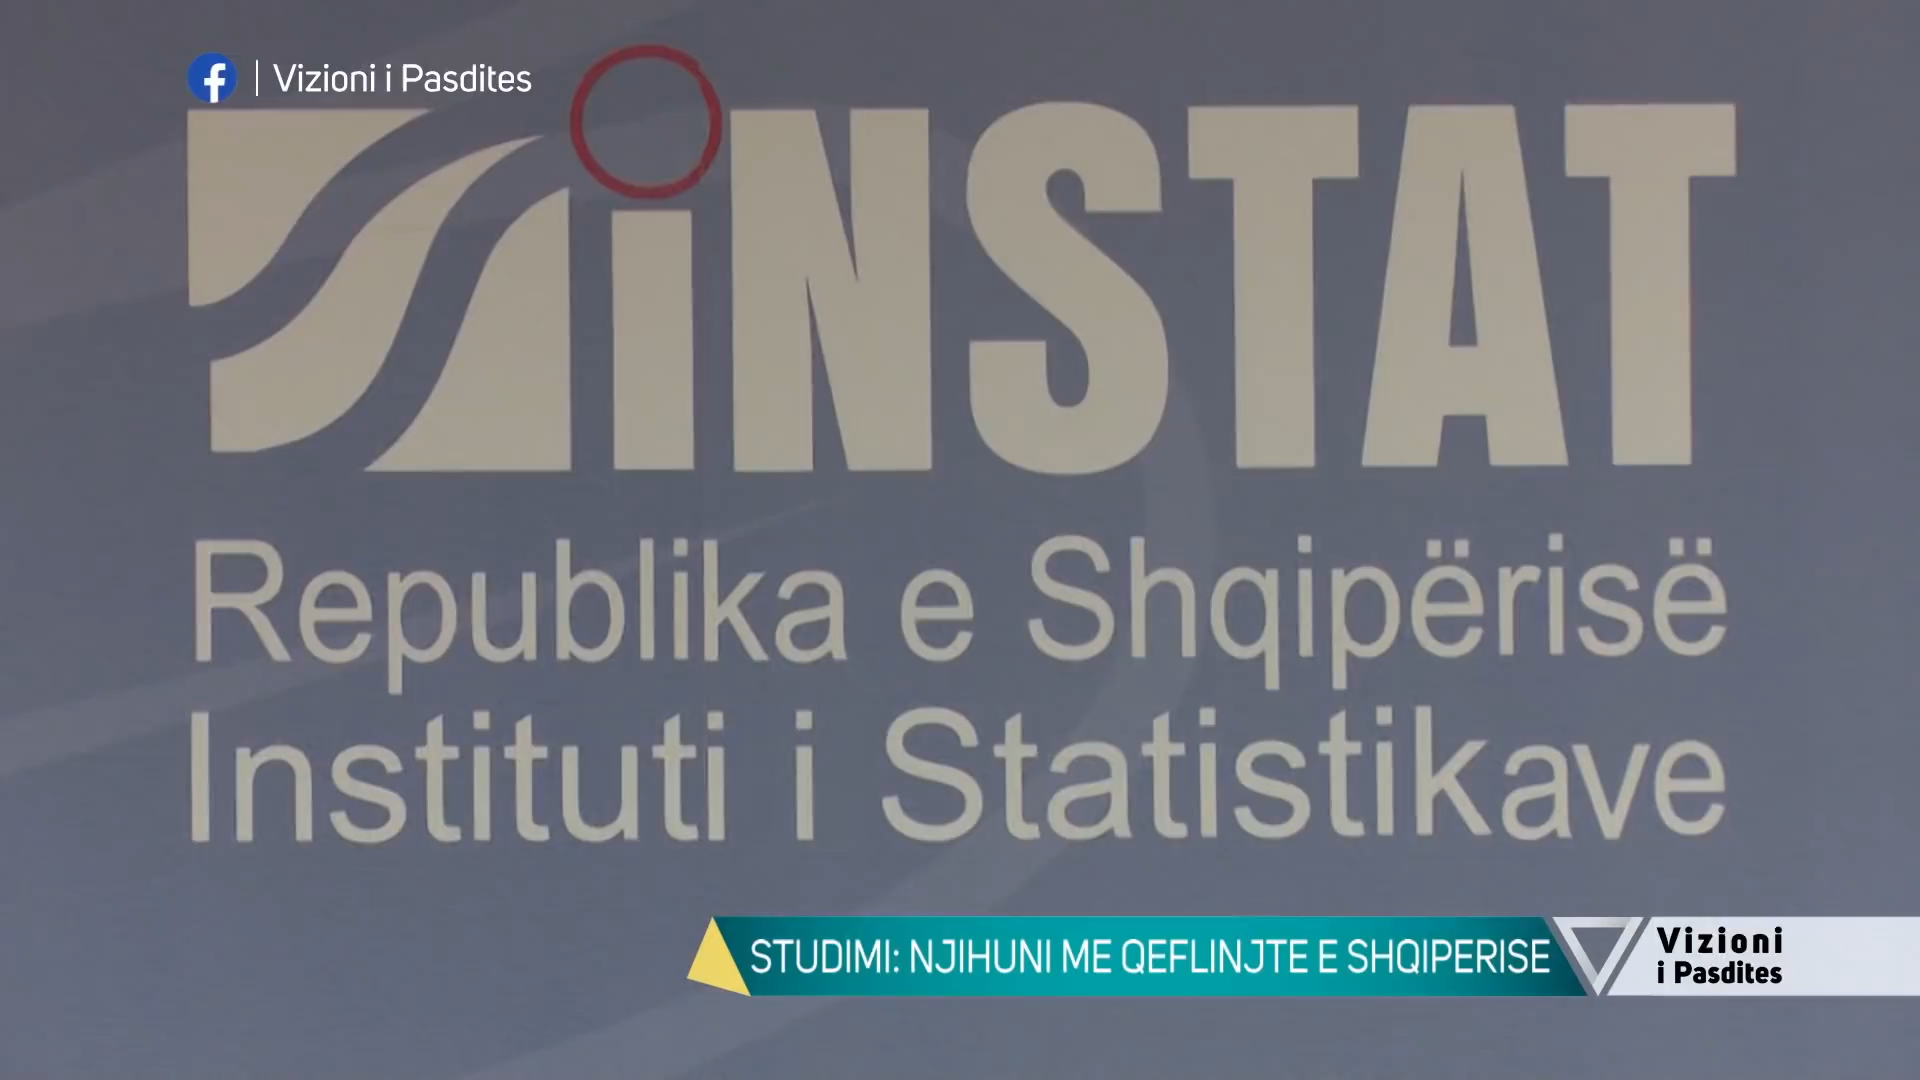 Vizioni i Pasdites
iNSTAT
Republika e Shqipërisë
Instituti i Statistikave
STUDIMI: NJIHUNI ME QEFLINJTE E SHQIPERISE
Vizioni
i Pasdites